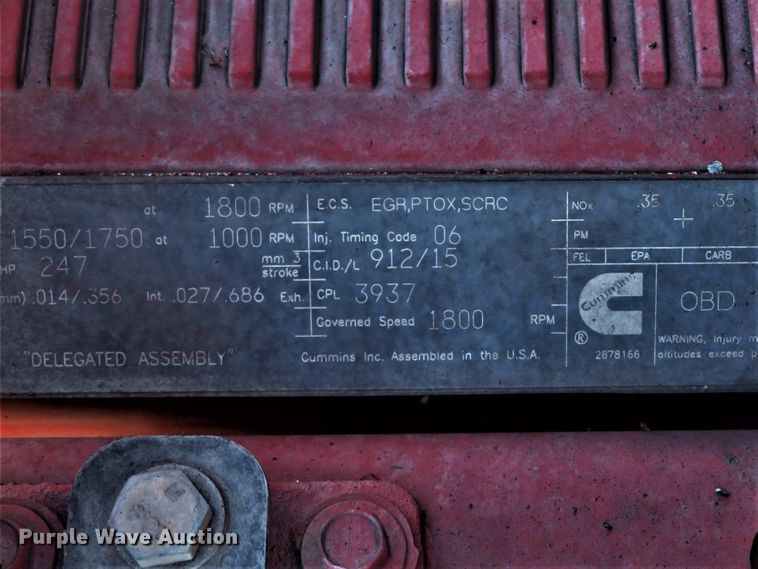 at 1800 RPM
1550/1750 at 1000 RPM
HP 247 mm 3 stroke
mm) .014/.356 Int. .027/.686 Exh.
"DELEGATED ASSEMBLY"
E.C.S. EGR,PTOX,SCRC
Inj. Timing Code 06
C.I.D./L 912/15
CPL 3937
Governed Speed 1800 RPM
Cummins Inc. Assembled in the U.S.A.
NOx .35 .35
PM
FEL EPA CARB
Cummins
®
2878166
OBD
WARNING, Injury m
altitudes exceed p
Purple Wave Auction